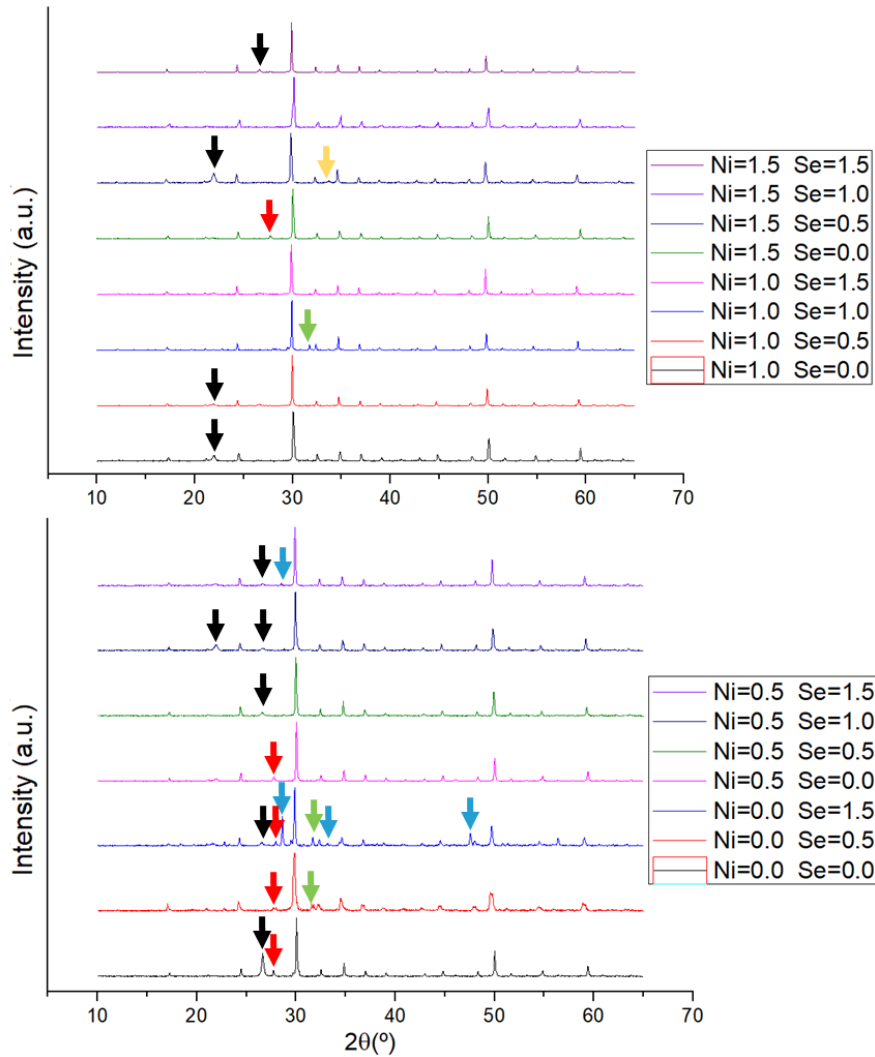 Intensity (a.u.)
Ni=1.5 Se=1.5
Ni=1.5 Se=1.0
Ni=1.5 Se=0.5
Ni=1.5 Se=0.0
Ni=1.0 Se=1.5
Ni=1.0 Se=1.0
Ni=1.0 Se=0.5
Ni=1.0 Se=0.0
10 20 30 40 50 60 70
Intensity (a.u.)
Ni=0.5 Se=1.5
Ni=0.5 Se=1.0
Ni=0.5 Se=0.5
Ni=0.5 Se=0.0
Ni=0.0 Se=1.5
Ni=0.0 Se=0.5
Ni=0.0 Se=0.0
10 20 30 40 50 60 70
2θ(º)